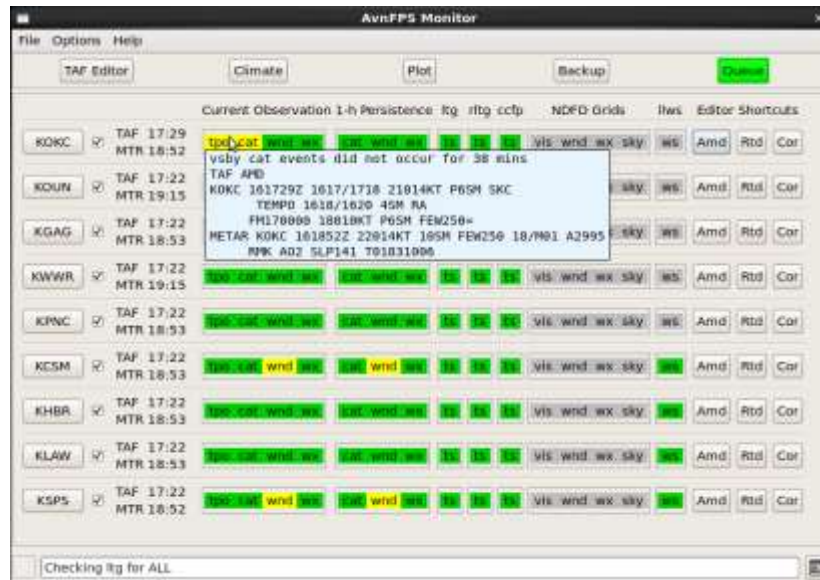 AvnFPS Monitor
File Options Help
TAF Editor Climate Plot Backup Queue
Current Observation 1-h Persistence ltg rltg ccfp NDFD Grids llws Editor Shortcuts
KOKC TAF 17:29 tpo cat wnd wx cat wnd wx ts ts ts vis wnd wx sky ws Amd Rtd Cor
MTR 18:52
vsby cat events did not occur for 38 mins
TAF AMD
KOKC 161729Z 1617/1718 21014KT P6SM SKC
TEMPO 1618/1620 4SM RA
FM170000 18010KT P6SM FEW250=
METAR KOKC 161852Z 22014KT 10SM FEW250 18/M01 A2995
RMK AO2 SLP141 T01831006
KOUN TAF 17:22 sky ws Amd Rtd Cor
MTR 19:15
KGAG TAF 17:22 sky ws Amd Rtd Cor
MTR 18:53
KWWR TAF 17:22 tpo cat wnd wx cat wnd wx ts ts ts vis wnd wx sky ws Amd Rtd Cor
MTR 19:15
KPNC TAF 17:22 tpo cat wnd wx cat wnd wx ts ts ts vis wnd wx sky ws Amd Rtd Cor
MTR 18:53
KCSM TAF 17:22 tpo cat wnd wx cat wnd wx ts ts ts vis wnd wx sky ws Amd Rtd Cor
MTR 18:53
KHBR TAF 17:22 tpo cat wnd wx cat wnd wx ts ts ts vis wnd wx sky ws Amd Rtd Cor
MTR 18:53
KLAW TAF 17:22 tpo cat wnd wx cat wnd wx ts ts ts vis wnd wx sky ws Amd Rtd Cor
MTR 18:53
KSPS TAF 17:22 tpo cat wnd wx cat wnd wx ts ts ts vis wnd wx sky ws Amd Rtd Cor
MTR 18:52
Checking ltg for ALL